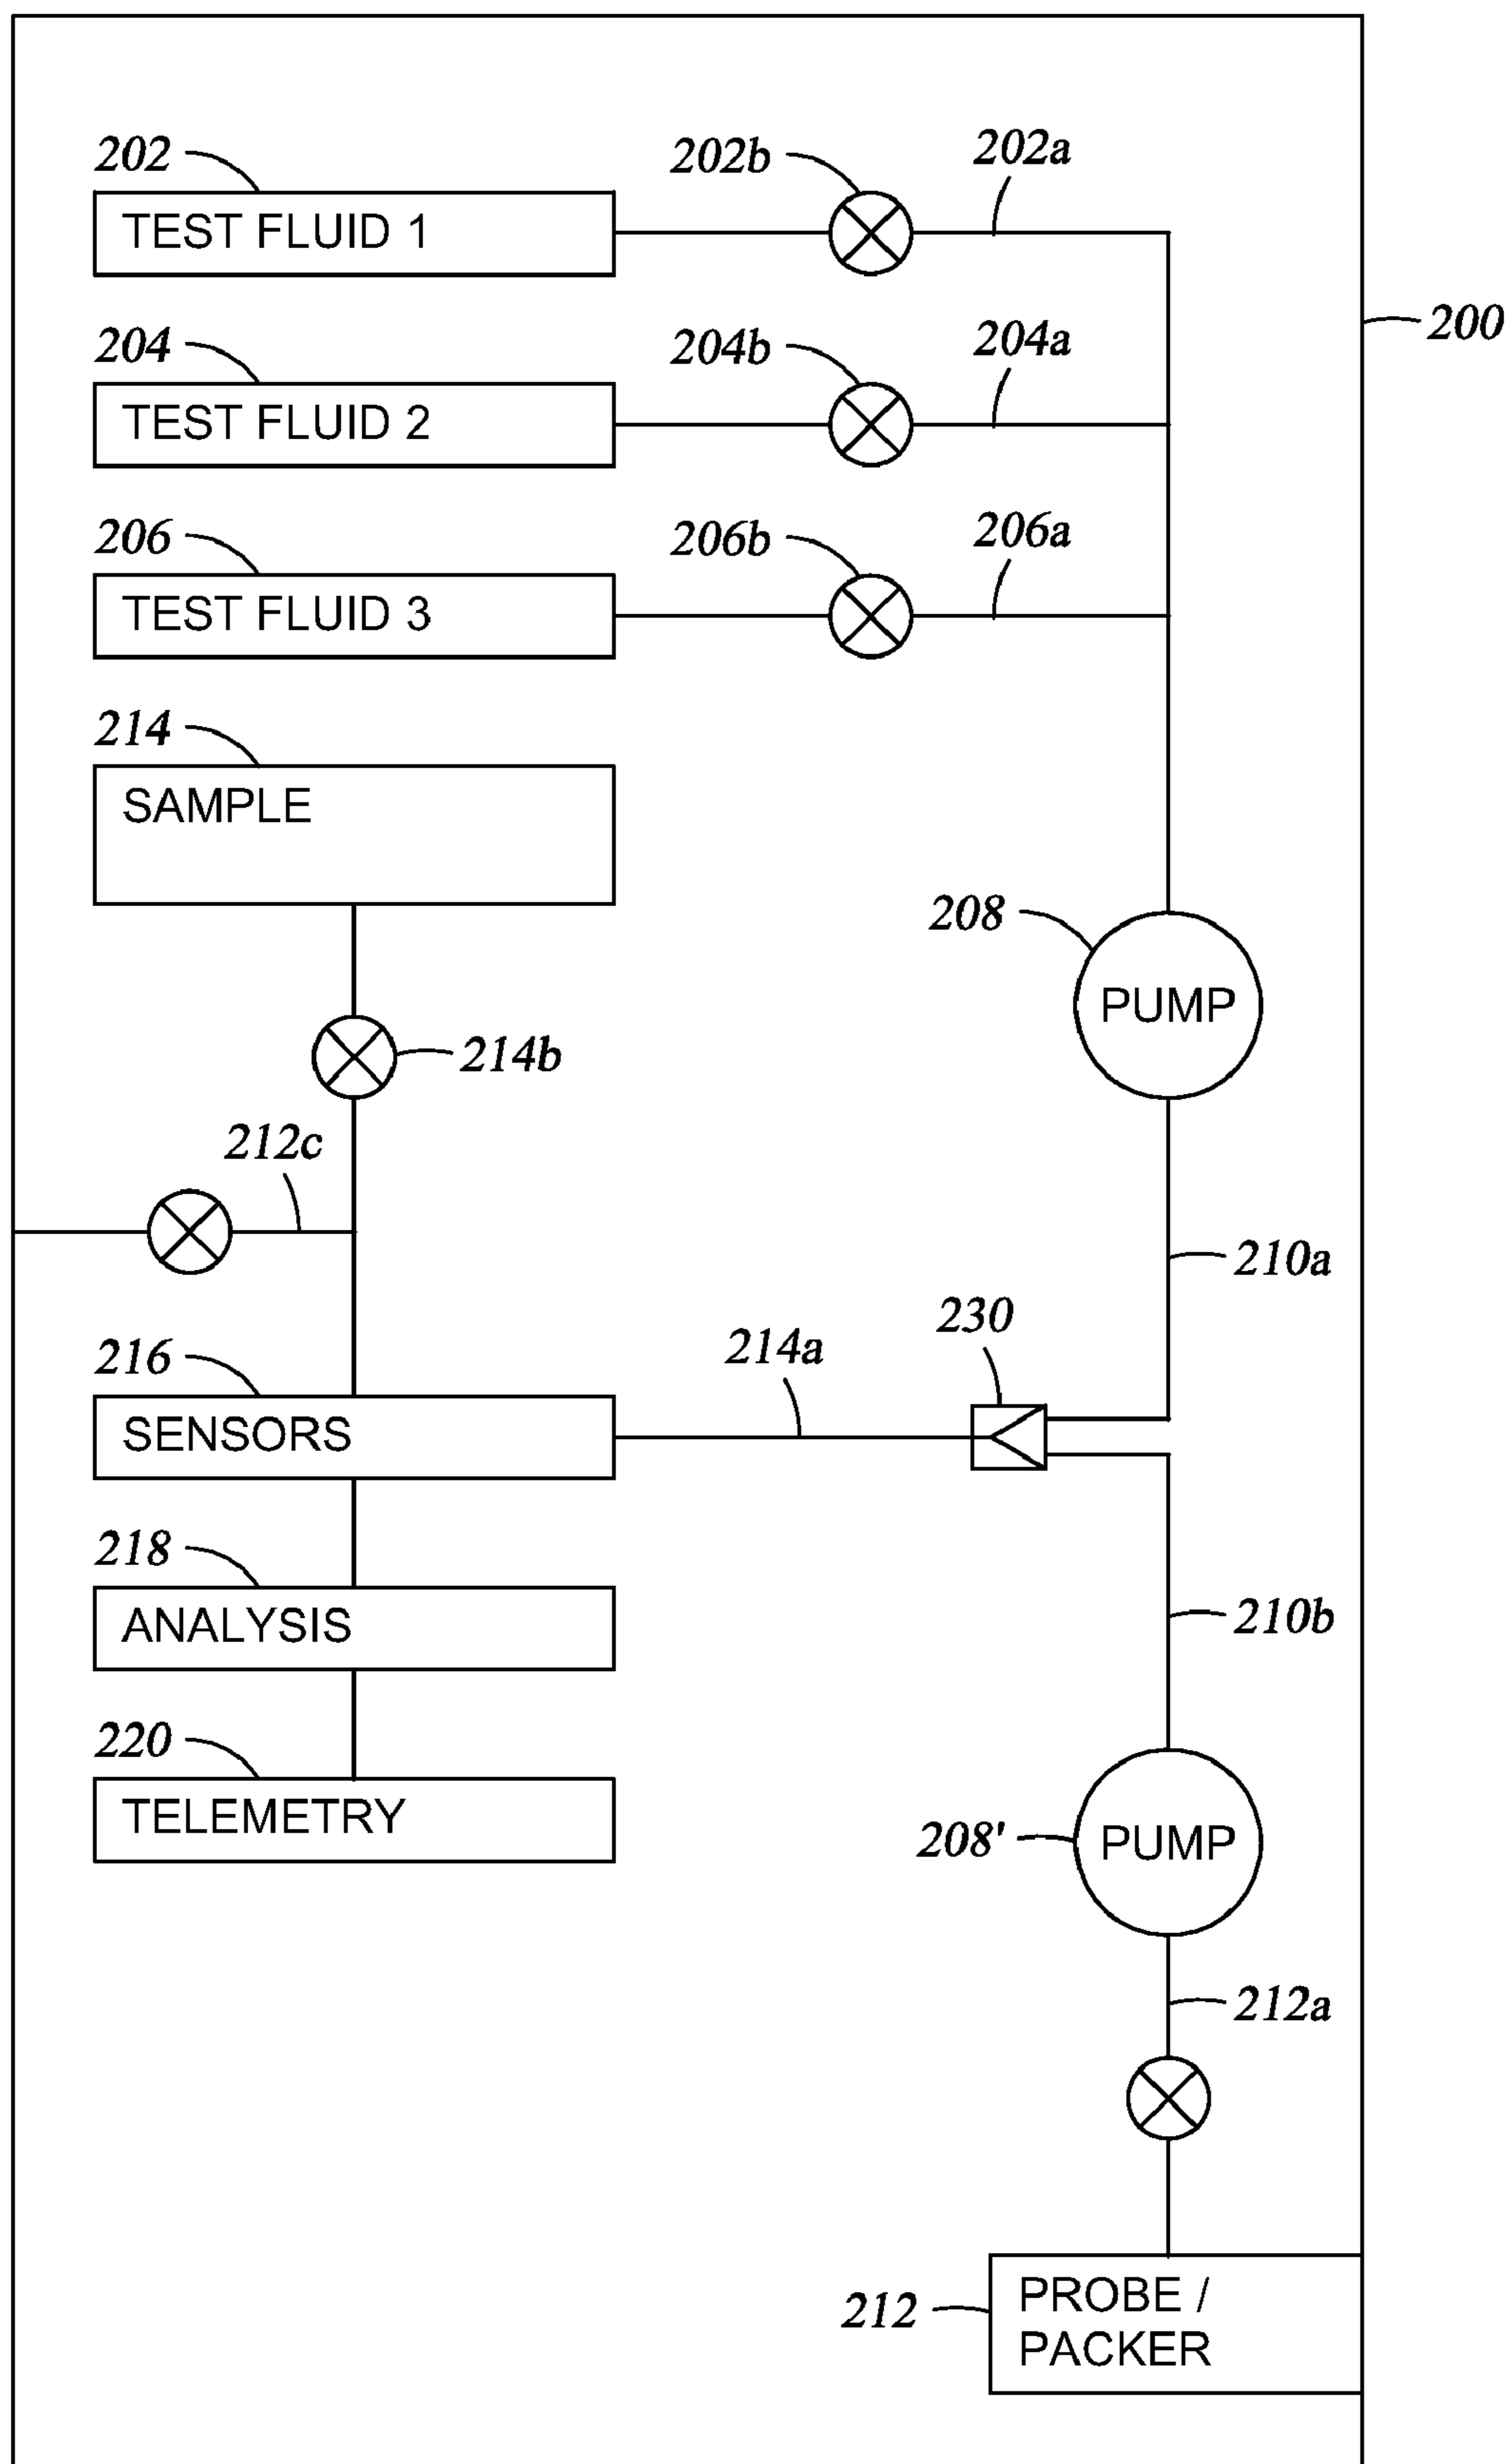 202
202b
202a
TEST FLUID 1
200
204
204b
204a
TEST FLUID 2
206
206b
206a
TEST FLUID 3
214
SAMPLE
208
PUMP
214b
212c
210a
230
214a
216
SENSORS
218
ANALYSIS
210b
220
TELEMETRY
208'
PUMP
212a
212
PROBE /
PACKER